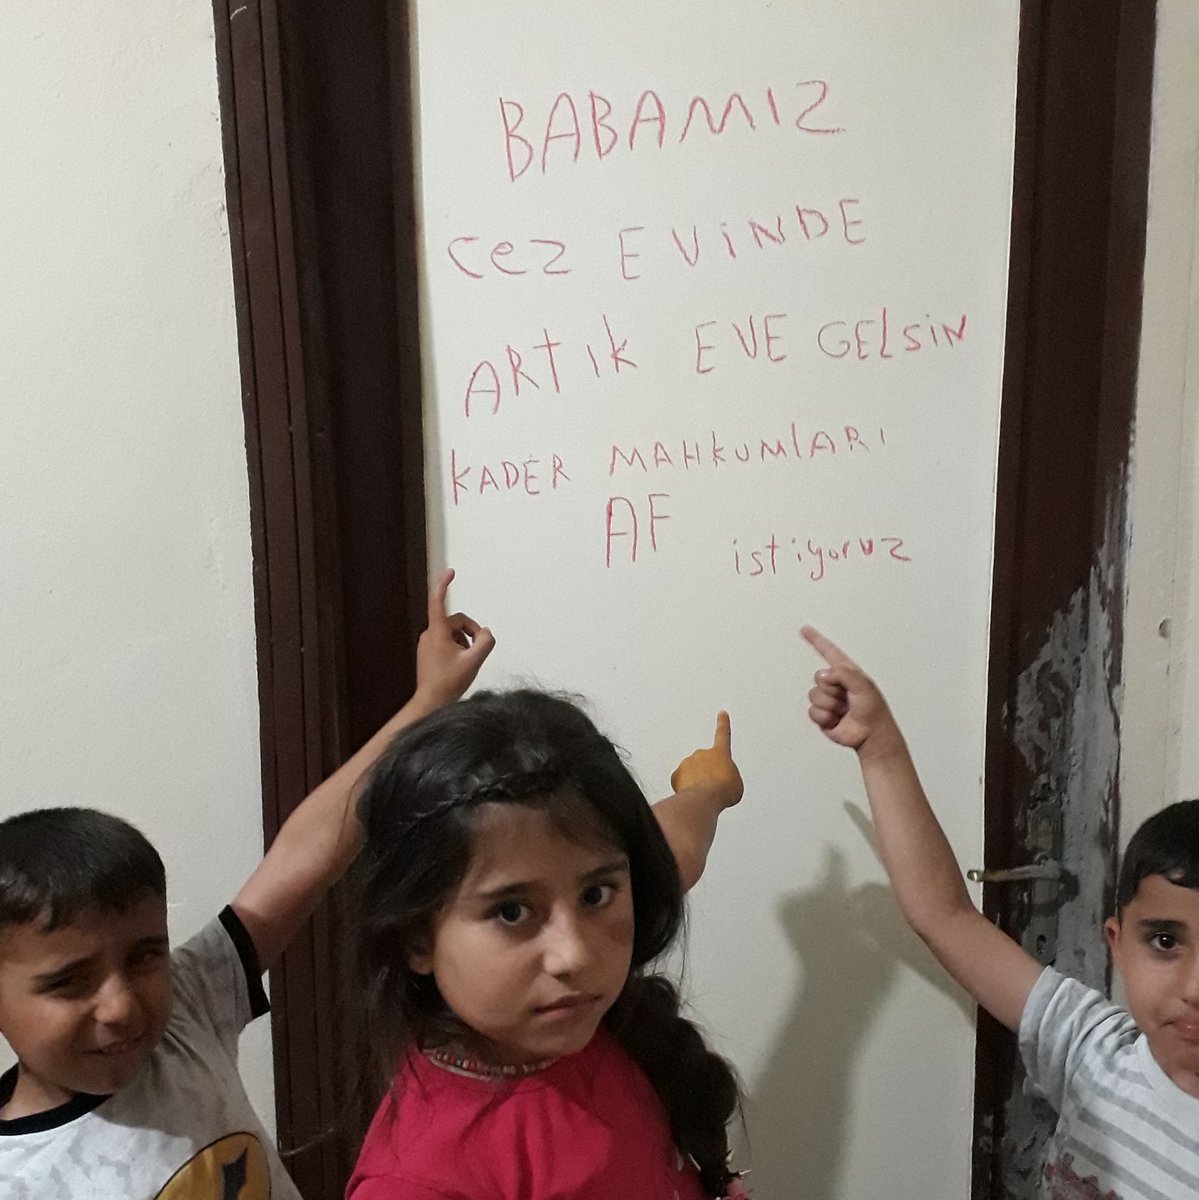 BABAMIZ
cez EViNDE
ARTIK EVE GELSiN
KADER MAHKUMlARI
AF istiyoruz